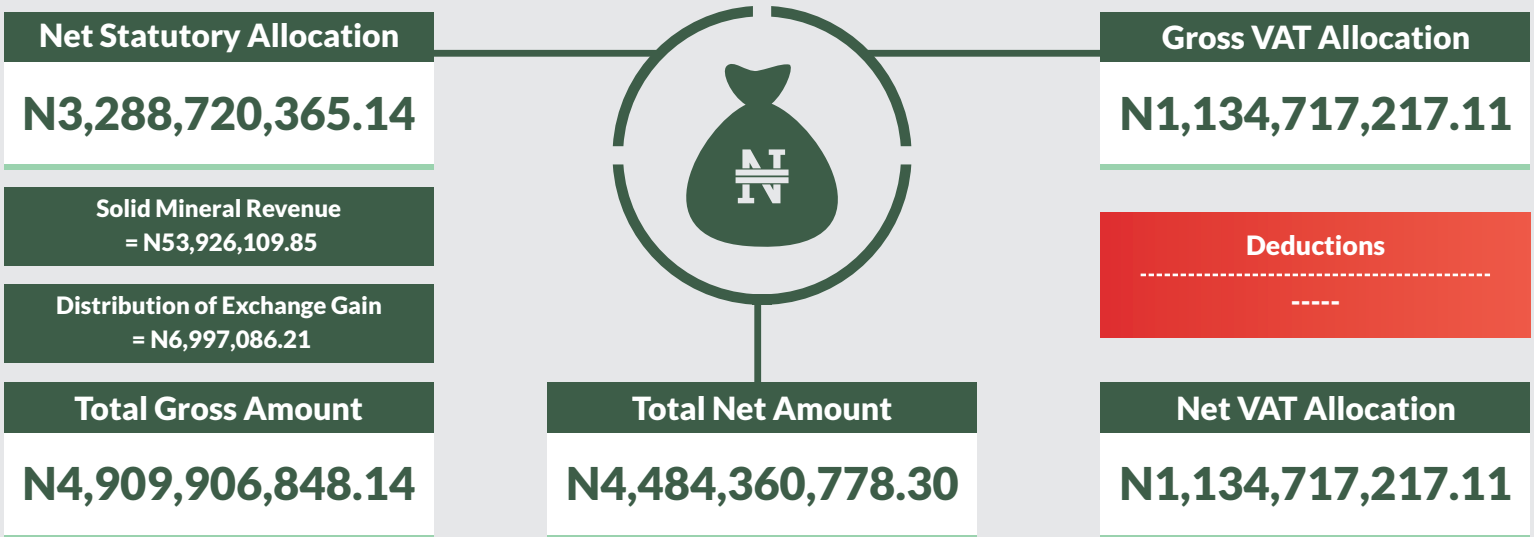 Net Statutory Allocation
N3,288,720,365.14
Solid Mineral Revenue
= N53,926,109.85
Distribution of Exchange Gain
= N6,997,086.21
Total Gross Amount
N4,909,906,848.14
₦
Total Net Amount
N4,484,360,778.30
Gross VAT Allocation
N1,134,717,217.11
Deductions
-----
Net VAT Allocation
N1,134,717,217.11